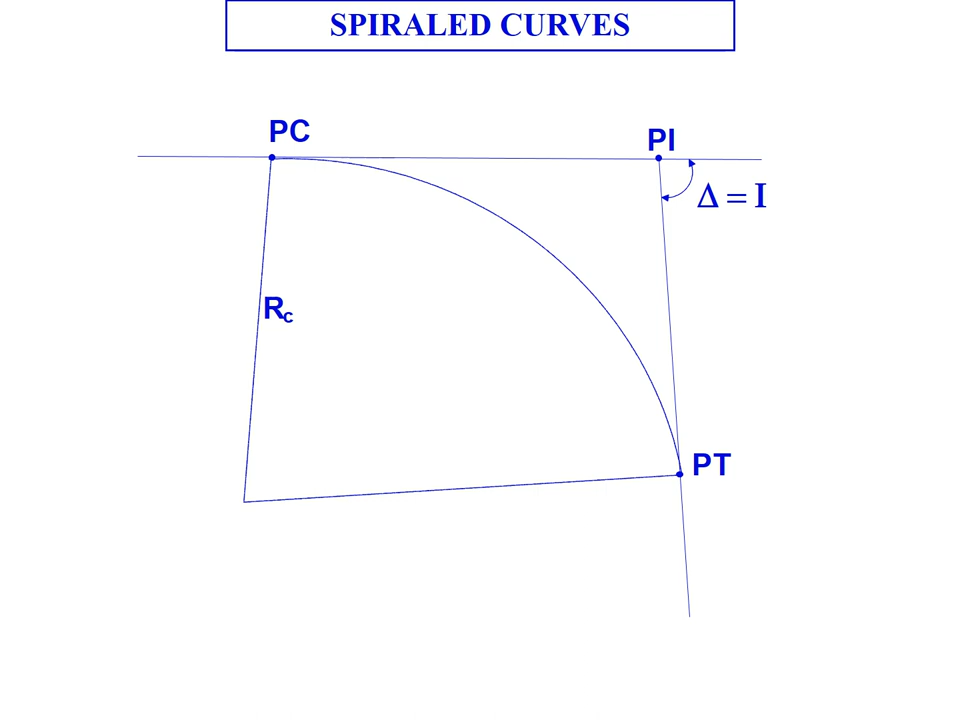 SPIRALED CURVES
PC
PI
Δ = I
Rc
PT